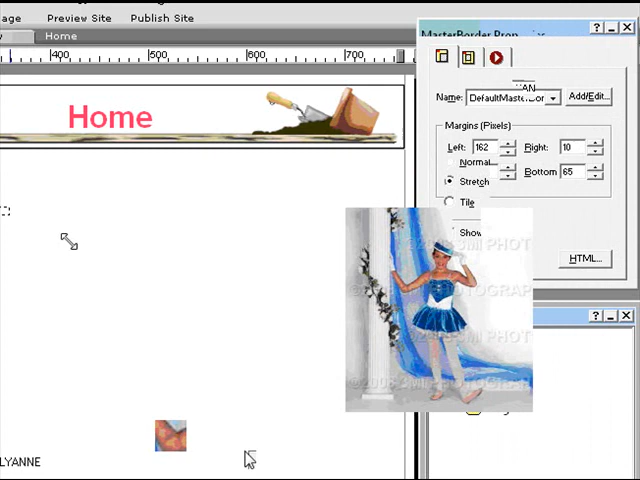 age Preview Site Publish Site
Home
400 500 600 700
Home
MasterBorder Prop
Name: DefaultMasterBor Add/Edit...
Margins (Pixels)
Left: 162 Right: 10
Normal
Bottom 65
Stretch
Tile
Show
HTML...
LYANNE